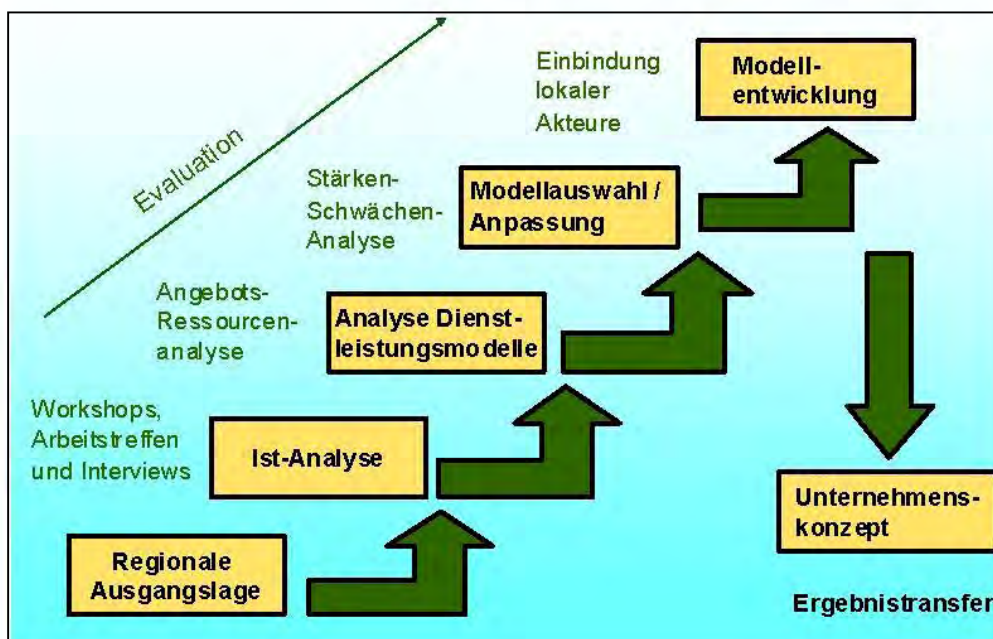 Einbindung
lokaler
Akteure
Modell-
entwicklung
Evaluation
Stärken-
Schwächen-
Analyse
Modellauswahl /
Anpassung
Angebots-
Ressourcen-
analyse
Analyse Dienst-
leistungsmodelle
Workshops,
Arbeitstreffen
und Interviews
Ist-Analyse
Unternehmens
konzept
Regionale
Ausgangslage
Ergebnistransfer